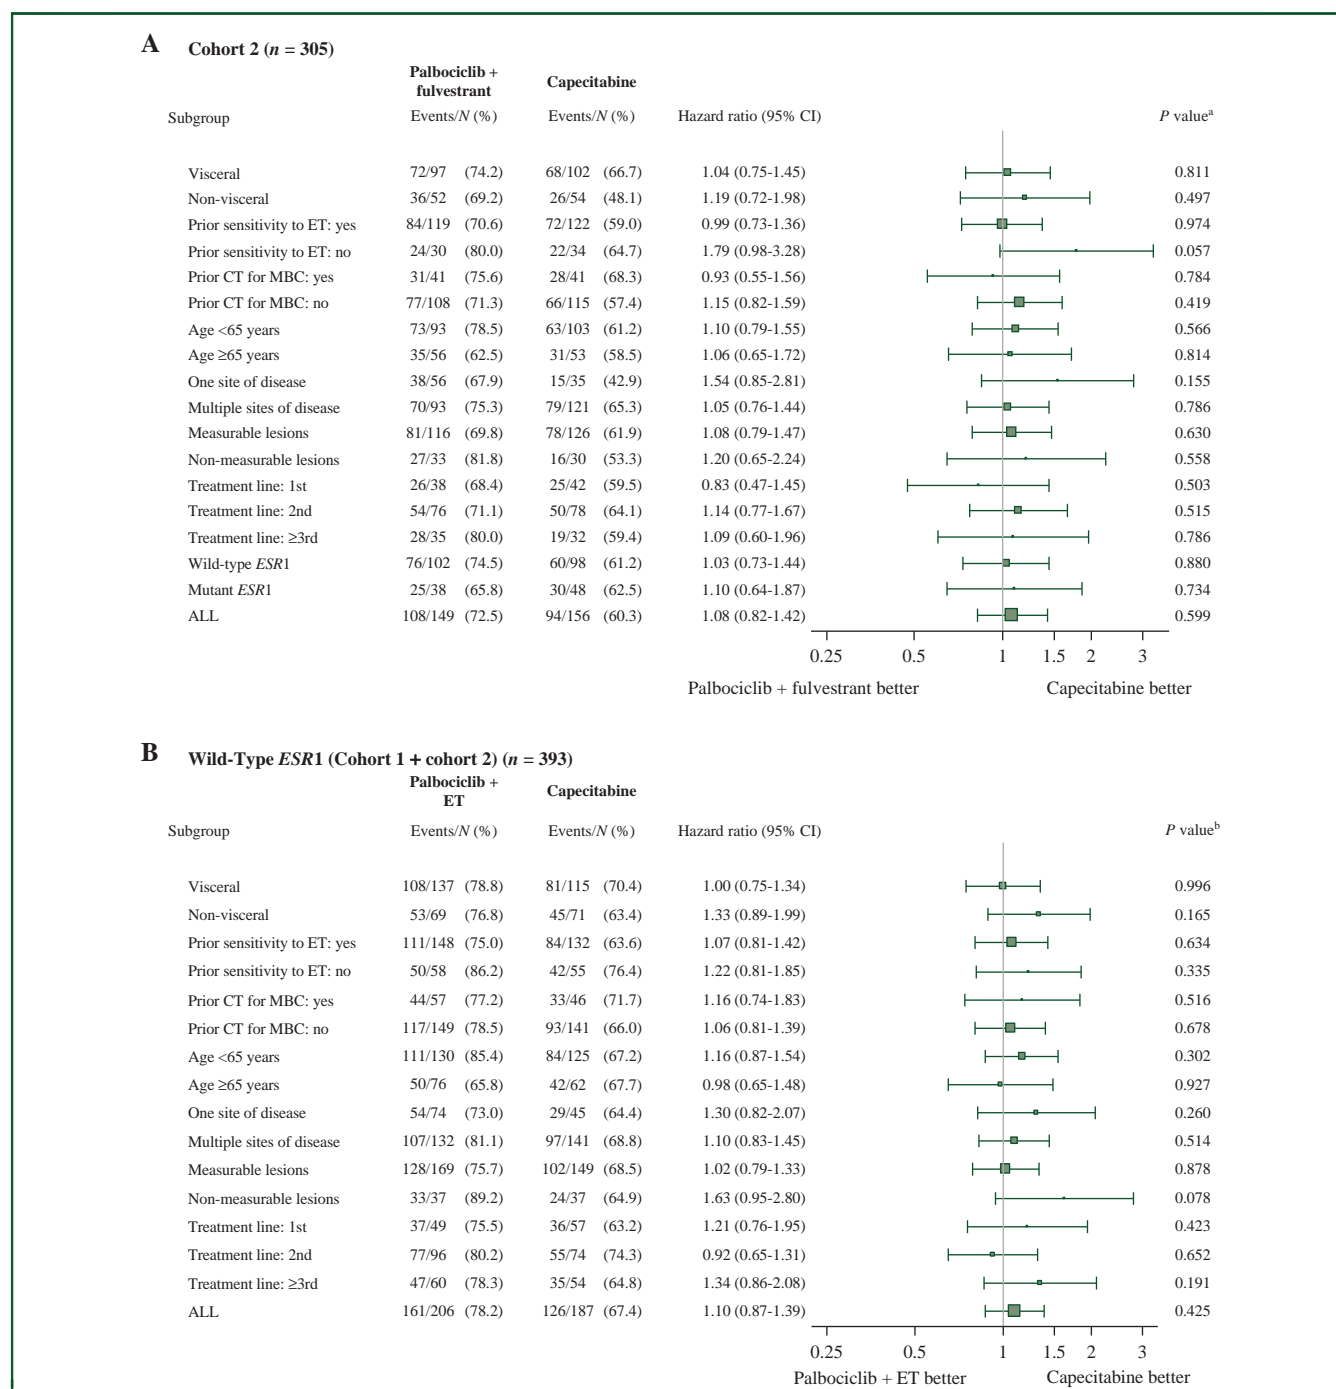 A Cohort 2 (n = 305)
Palbociclib +
fulvestrant Capecitabine
Subgroup Events/N (%) Events/N (%) Hazard ratio (95% CI) P valueᵃ
Visceral 72/97 (74.2) 68/102 (66.7) 1.04 (0.75-1.45) 0.811
Non-visceral 36/52 (69.2) 26/54 (48.1) 1.19 (0.72-1.98) 0.497
Prior sensitivity to ET: yes 84/119 (70.6) 72/122 (59.0) 0.99 (0.73-1.36) 0.974
Prior sensitivity to ET: no 24/30 (80.0) 22/34 (64.7) 1.79 (0.98-3.28) 0.057
Prior CT for MBC: yes 31/41 (75.6) 28/41 (68.3) 0.93 (0.55-1.56) 0.784
Prior CT for MBC: no 77/108 (71.3) 66/115 (57.4) 1.15 (0.82-1.59) 0.419
Age <65 years 73/93 (78.5) 63/103 (61.2) 1.10 (0.79-1.55) 0.566
Age ≥65 years 35/56 (62.5) 31/53 (58.5) 1.06 (0.65-1.72) 0.814
One site of disease 38/56 (67.9) 15/35 (42.9) 1.54 (0.85-2.81) 0.155
Multiple sites of disease 70/93 (75.3) 79/121 (65.3) 1.05 (0.76-1.44) 0.786
Measurable lesions 81/116 (69.8) 78/126 (61.9) 1.08 (0.79-1.47) 0.630
Non-measurable lesions 27/33 (81.8) 16/30 (53.3) 1.20 (0.65-2.24) 0.558
Treatment line: 1st 26/38 (68.4) 25/42 (59.5) 0.83 (0.47-1.45) 0.503
Treatment line: 2nd 54/76 (71.1) 50/78 (64.1) 1.14 (0.77-1.67) 0.515
Treatment line: ≥3rd 28/35 (80.0) 19/32 (59.4) 1.09 (0.60-1.96) 0.786
Wild-type ESR1 76/102 (74.5) 60/98 (61.2) 1.03 (0.73-1.44) 0.880
Mutant ESR1 25/38 (65.8) 30/48 (62.5) 1.10 (0.64-1.87) 0.734
ALL 108/149 (72.5) 94/156 (60.3) 1.08 (0.82-1.42) 0.599
0.25 0.5 1 1.5 2 3
Palbociclib + fulvestrant better Capecitabine better
B Wild-Type ESR1 (Cohort 1 + cohort 2) (n = 393)
Palbociclib +
ET Capecitabine
Subgroup Events/N (%) Events/N (%) Hazard ratio (95% CI) P valueᵇ
Visceral 108/137 (78.8) 81/115 (70.4) 1.00 (0.75-1.34) 0.996
Non-visceral 53/69 (76.8) 45/71 (63.4) 1.33 (0.89-1.99) 0.165
Prior sensitivity to ET: yes 111/148 (75.0) 84/132 (63.6) 1.07 (0.81-1.42) 0.634
Prior sensitivity to ET: no 50/58 (86.2) 42/55 (76.4) 1.22 (0.81-1.85) 0.335
Prior CT for MBC: yes 44/57 (77.2) 33/46 (71.7) 1.16 (0.74-1.83) 0.516
Prior CT for MBC: no 117/149 (78.5) 93/141 (66.0) 1.06 (0.81-1.39) 0.678
Age <65 years 111/130 (85.4) 84/125 (67.2) 1.16 (0.87-1.54) 0.302
Age ≥65 years 50/76 (65.8) 42/62 (67.7) 0.98 (0.65-1.48) 0.927
One site of disease 54/74 (73.0) 29/45 (64.4) 1.30 (0.82-2.07) 0.260
Multiple sites of disease 107/132 (81.1) 97/141 (68.8) 1.10 (0.83-1.45) 0.514
Measurable lesions 128/169 (75.7) 102/149 (68.5) 1.02 (0.79-1.33) 0.878
Non-measurable lesions 33/37 (89.2) 24/37 (64.9) 1.63 (0.95-2.80) 0.078
Treatment line: 1st 37/49 (75.5) 36/57 (63.2) 1.21 (0.76-1.95) 0.423
Treatment line: 2nd 77/96 (80.2) 55/74 (74.3) 0.92 (0.65-1.31) 0.652
Treatment line: ≥3rd 47/60 (78.3) 35/54 (64.8) 1.34 (0.86-2.08) 0.191
ALL 161/206 (78.2) 126/187 (67.4) 1.10 (0.87-1.39) 0.425
0.25 0.5 1 1.5 2 3
Palbociclib + ET better Capecitabine better